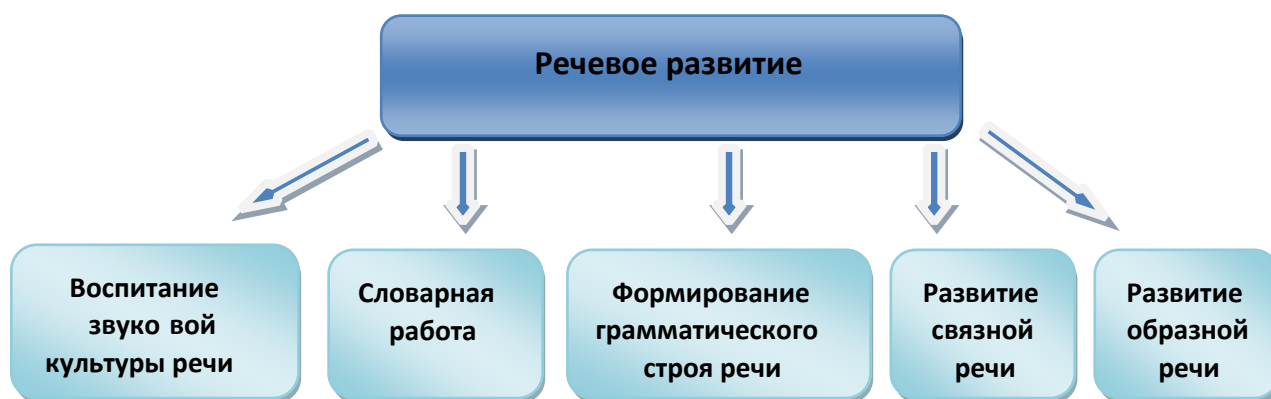 Речевое развитие
Воспитание
звуко вой
культуры речи
Словарная
работа
Формирование
грамматического
строя речи
Развитие
связной
речи
Развитие
образной
речи